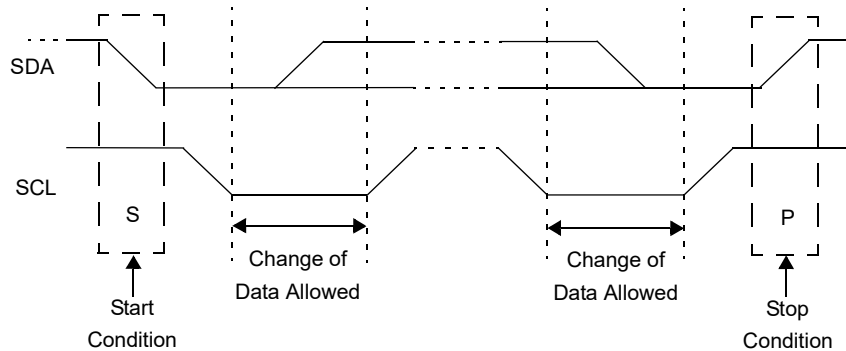 SDA
SCL
S
P
Change of
Data Allowed
Change of
Data Allowed
Start
Condition
Stop
Condition